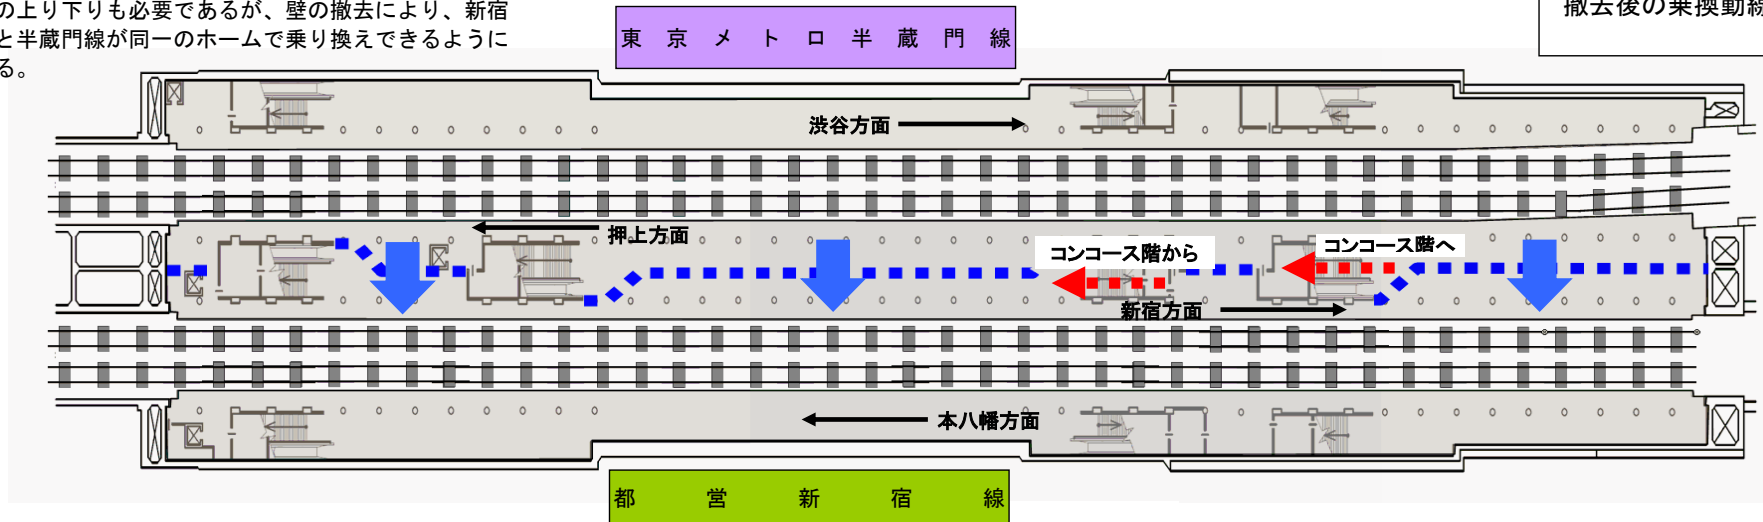 の上り下りも必要であるが、壁の撤去により、新宿
と半蔵門線が同一のホームで乗り換えできるように
る。
東京メトロ半蔵門線
撤去後の乗換動線
渋谷方面
押上方面
コンコース階から
コンコース階へ
新宿方面
本八幡方面
都営新宿線